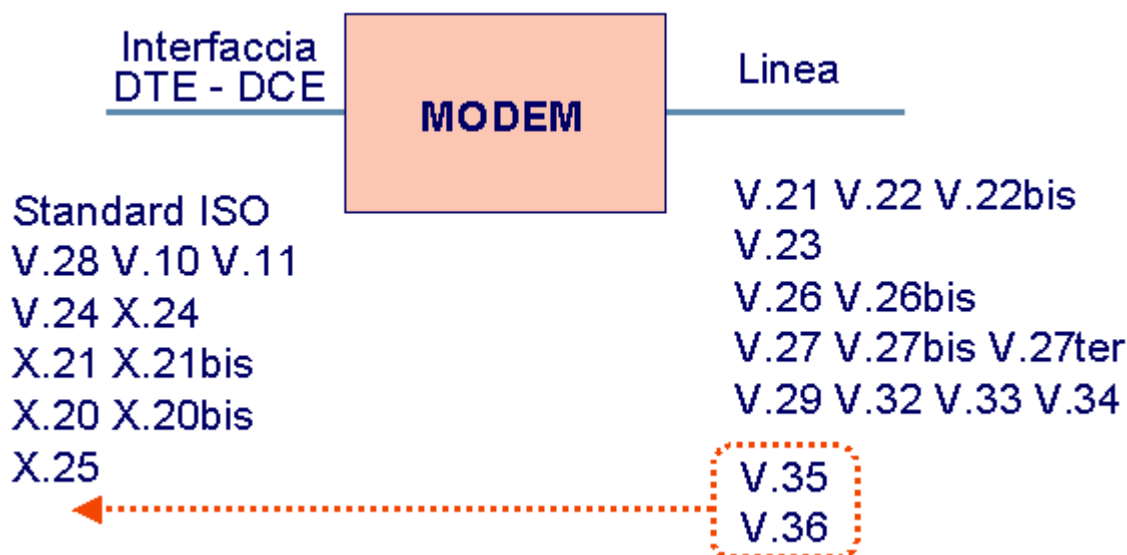 Interfaccia
DTE - DCE
MODEM
Linea
Standard ISO
V.28 V.10 V.11
V.24 X.24
X.21 X.21bis
X.20 X.20bis
X.25
V.21 V.22 V.22bis
V.23
V.26 V.26bis
V.27 V.27bis V.27ter
V.29 V.32 V.33 V.34
V.35
V.36